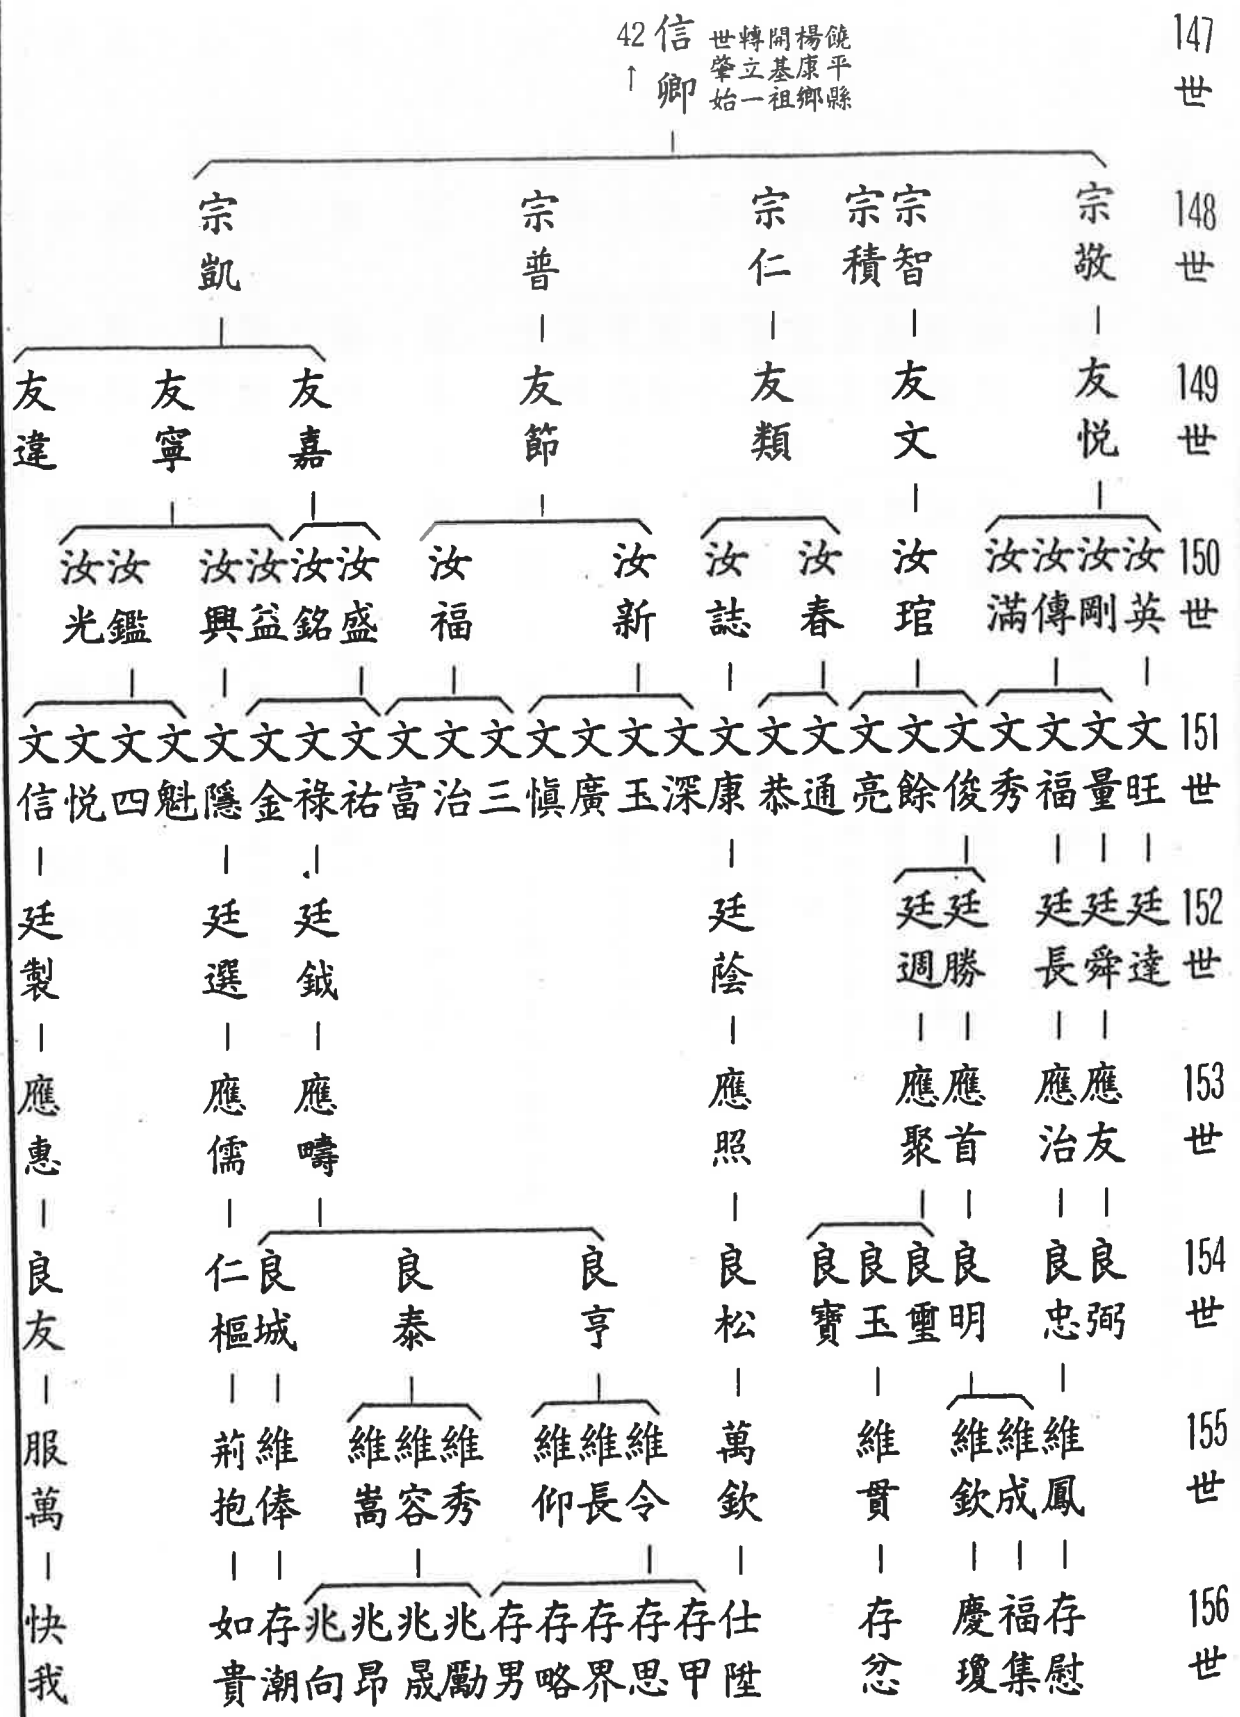 147世
饒平縣
楊康鄉
開基祖
轉立一
世肇始
信卿
42
↑
148世
宗敬
宗智
宗積
宗仁
宗普
宗凱
149世
友悦
友文
友類
友節
友嘉
友寧
友違
150世
汝英
汝剛
汝傳
汝滿
汝琯
汝春
汝誌
汝新
汝福
汝盛
汝銘
汝益
汝興
汝鑑
汝光
151世
文旺
文量
文福
文秀
文俊
文餘
文亮
文通
文恭
文康
文深
文玉
文廣
文慎
文三
文治
文富
文祐
文祿
文金
文隱
文魁
文四
文悦
文信
152世
廷達
廷舜
廷長
廷勝
廷週
廷蔭
廷鉞
廷選
廷製
153世
應友
應治
應首
應聚
應照
應疇
應儒
應惠
154世
良弼
良忠
良明
良璽
良玉
良寶
良松
良亨
良泰
良城
仁樞
良友
155世
維鳳
維成
維欽
維貫
萬欽
維令
維長
維仰
維秀
維容
維嵩
維俸
荊抱
服萬
156世
存慰
福集
慶瓊
存忿
仕陞
存甲
存思
存界
存略
存男
兆勵
兆晟
兆昂
兆向
存潮
如貴
快我